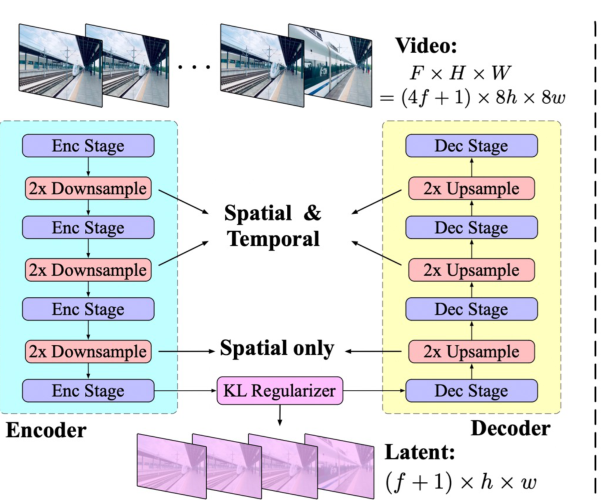 Video:
F × H × W
= (4f + 1) × 8h × 8w
Enc Stage
2x Downsample
Enc Stage
2x Downsample
Enc Stage
2x Downsample
Enc Stage
Encoder
Spatial &
Temporal
Spatial only
KL Regularizer
Dec Stage
2x Upsample
Dec Stage
2x Upsample
Dec Stage
2x Upsample
Dec Stage
Decoder
Latent:
(f + 1) × h × w